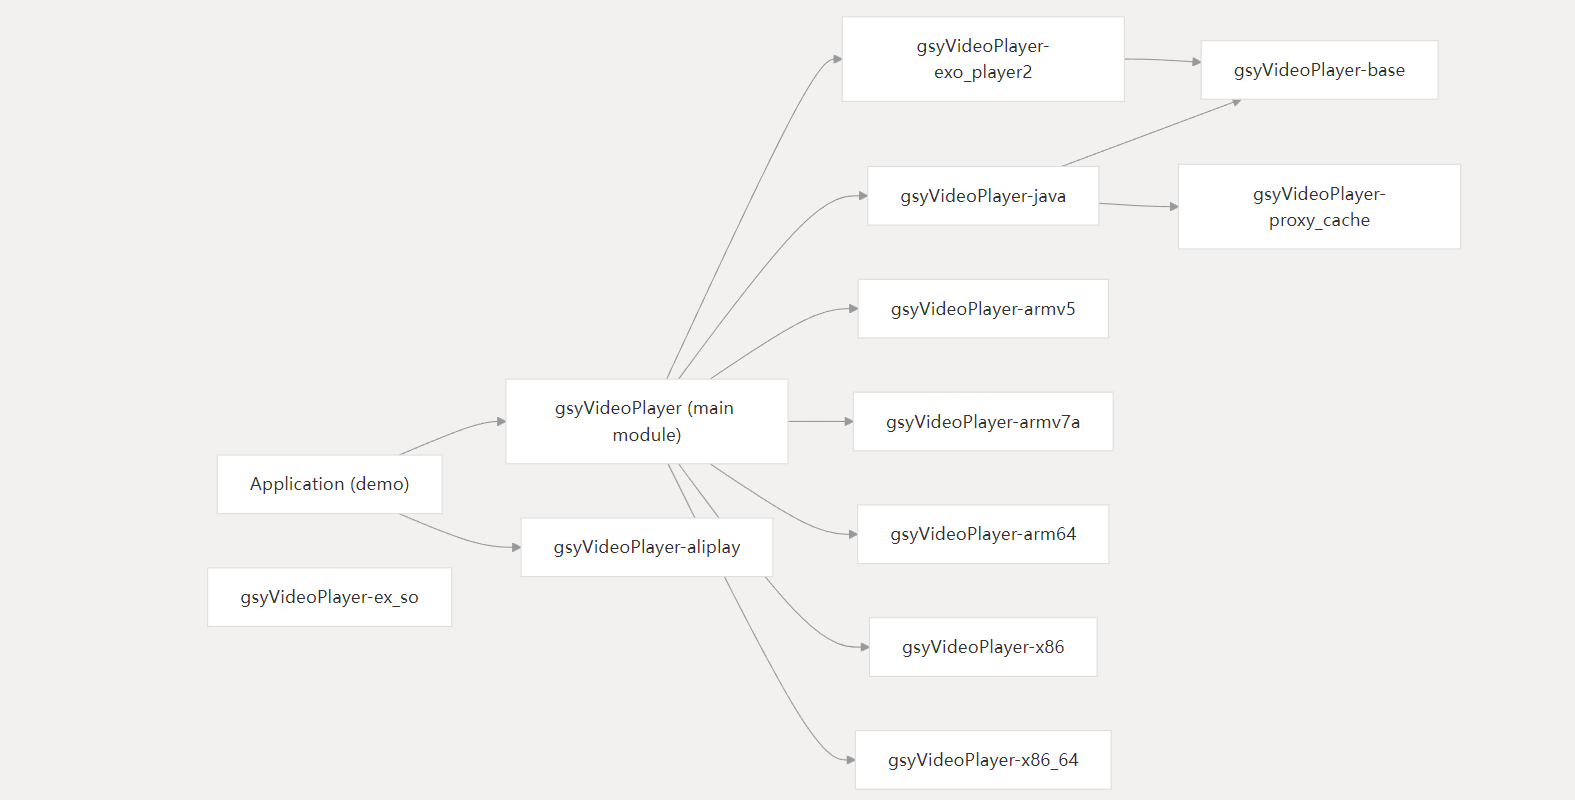 gsyVideoPlayer-
exo_player2
gsyVideoPlayer-base
gsyVideoPlayer-java
gsyVideoPlayer-
proxy_cache
gsyVideoPlayer-armv5
gsyVideoPlayer (main
module)
gsyVideoPlayer-armv7a
Application (demo)
gsyVideoPlayer-aliplay
gsyVideoPlayer-arm64
gsyVideoPlayer-ex_so
gsyVideoPlayer-x86
gsyVideoPlayer-x86_64